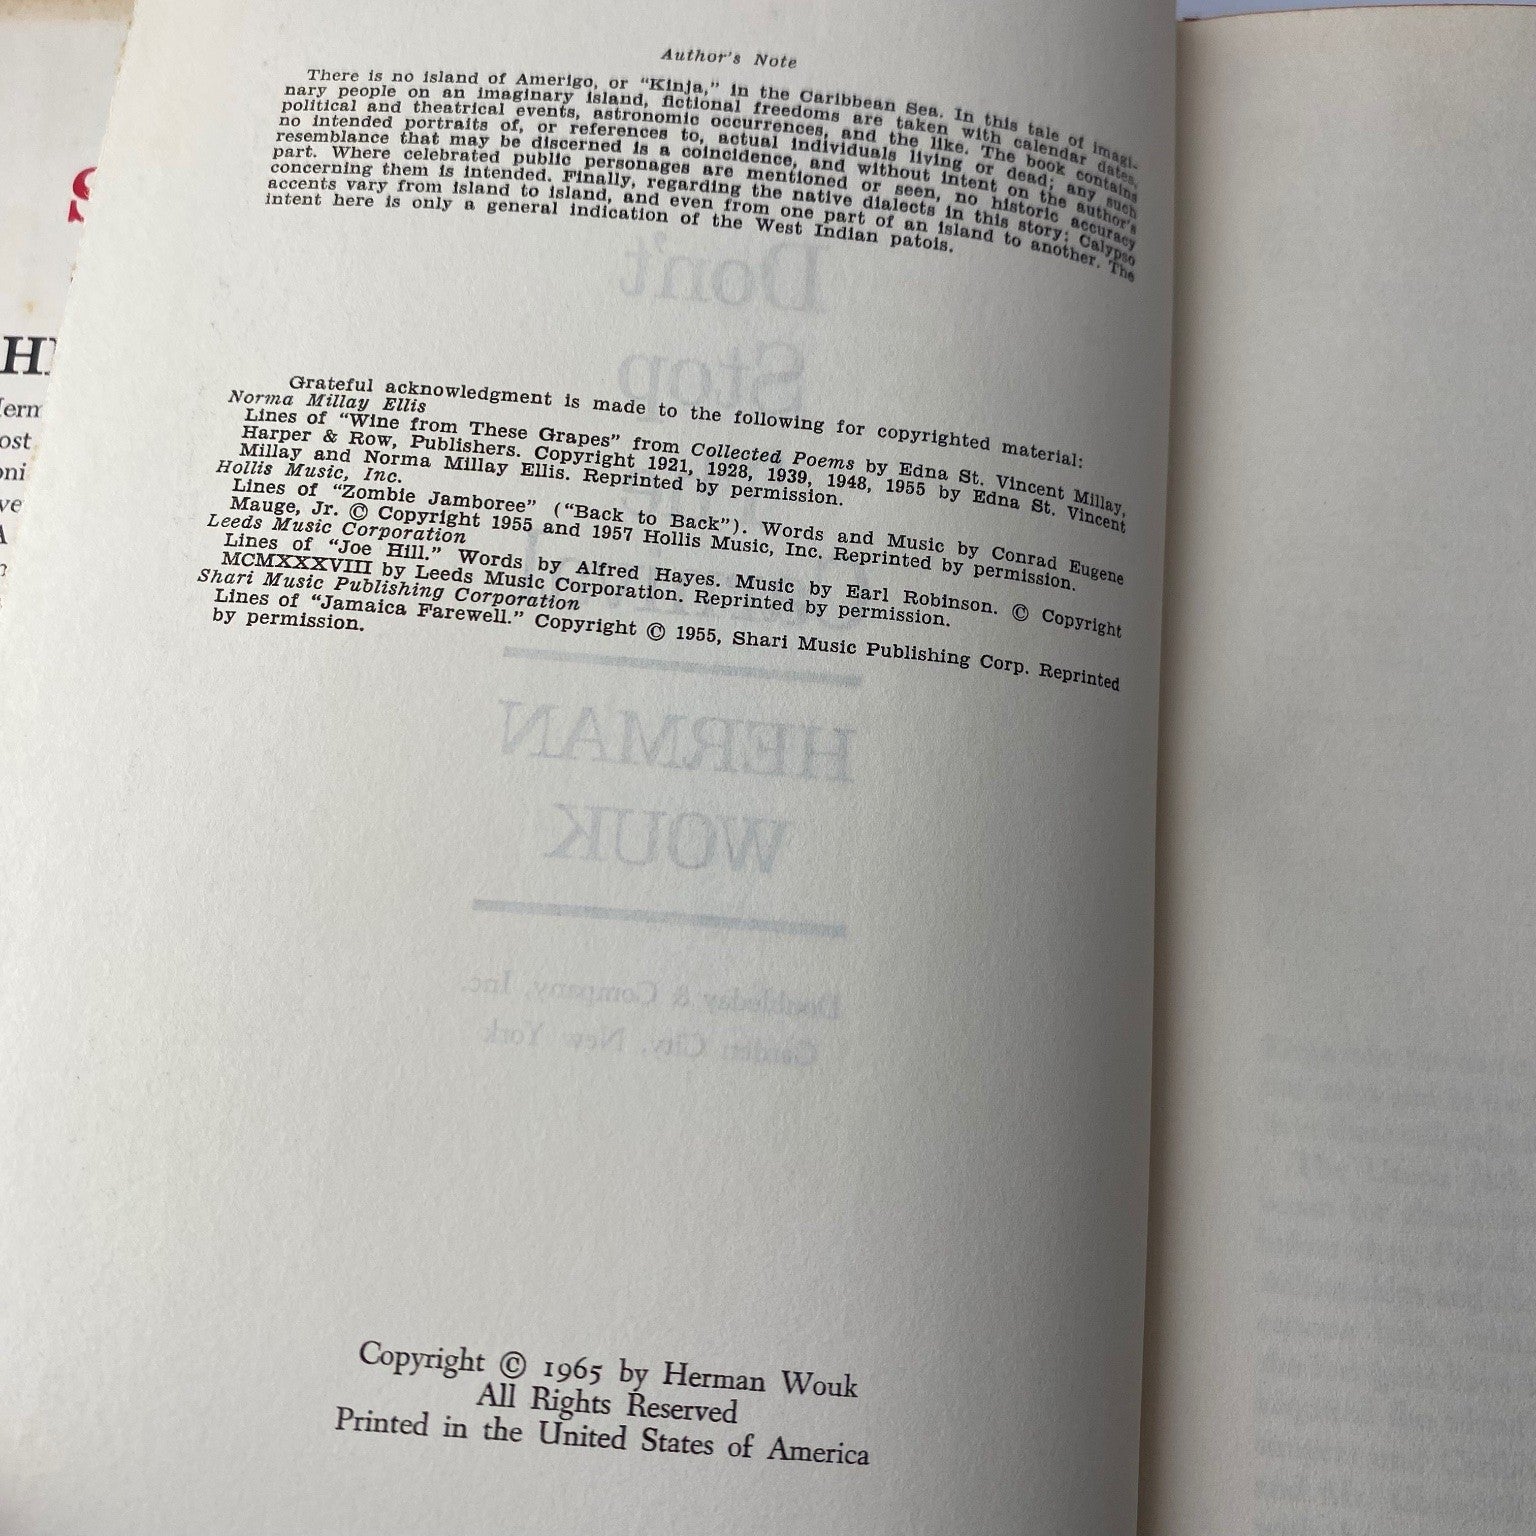 Author's Note
There is no island of Amerigo, or "Kinja," in the Caribbean Sea. In this tale of imagi-
nary people on an imaginary island, fictional freedoms are taken with calendar dates,
political and theatrical events, astronomic occurrences, and the like. The book contains
no intended portraits of, or references to, actual individuals living or dead; any such
resemblance that may be discerned is a coincidence, and without intent on the author's
part. Where celebrated public personages are mentioned or seen, no historic accuracy
concerning them is intended. Finally, regarding the native dialects in this story: Calypso
accents vary from island to island, and even from one part of an island to another. The
intent here is only a general indication of the West Indian patois.
Grateful acknowledgment is made to the following for copyrighted material:
Norma Millay Ellis
Lines of "Wine from These Grapes" from Collected Poems by Edna St. Vincent Millay,
Harper & Row, Publishers. Copyright 1921, 1928, 1939, 1948, 1955 by Edna St. Vincent
Millay and Norma Millay Ellis. Reprinted by permission.
Hollis Music, Inc.
Lines of "Zombie Jamboree" ("Back to Back"). Words and Music by Conrad Eugene
Mauge, Jr. © Copyright 1955 and 1957 Hollis Music, Inc. Reprinted by permission.
Leeds Music Corporation
Lines of "Joe Hill." Words by Alfred Hayes. Music by Earl Robinson. © Copyright
MCMXXXVIII by Leeds Music Corporation. Reprinted by permission.
Shari Music Publishing Corporation
Lines of "Jamaica Farewell." Copyright © 1955, Shari Music Publishing Corp. Reprinted
by permission.
Don't
Stop
HERMAN
WOUK
Doubleday & Company, Inc.
Garden City, New York
Copyright © 1965 by Herman Wouk
All Rights Reserved
Printed in the United States of America